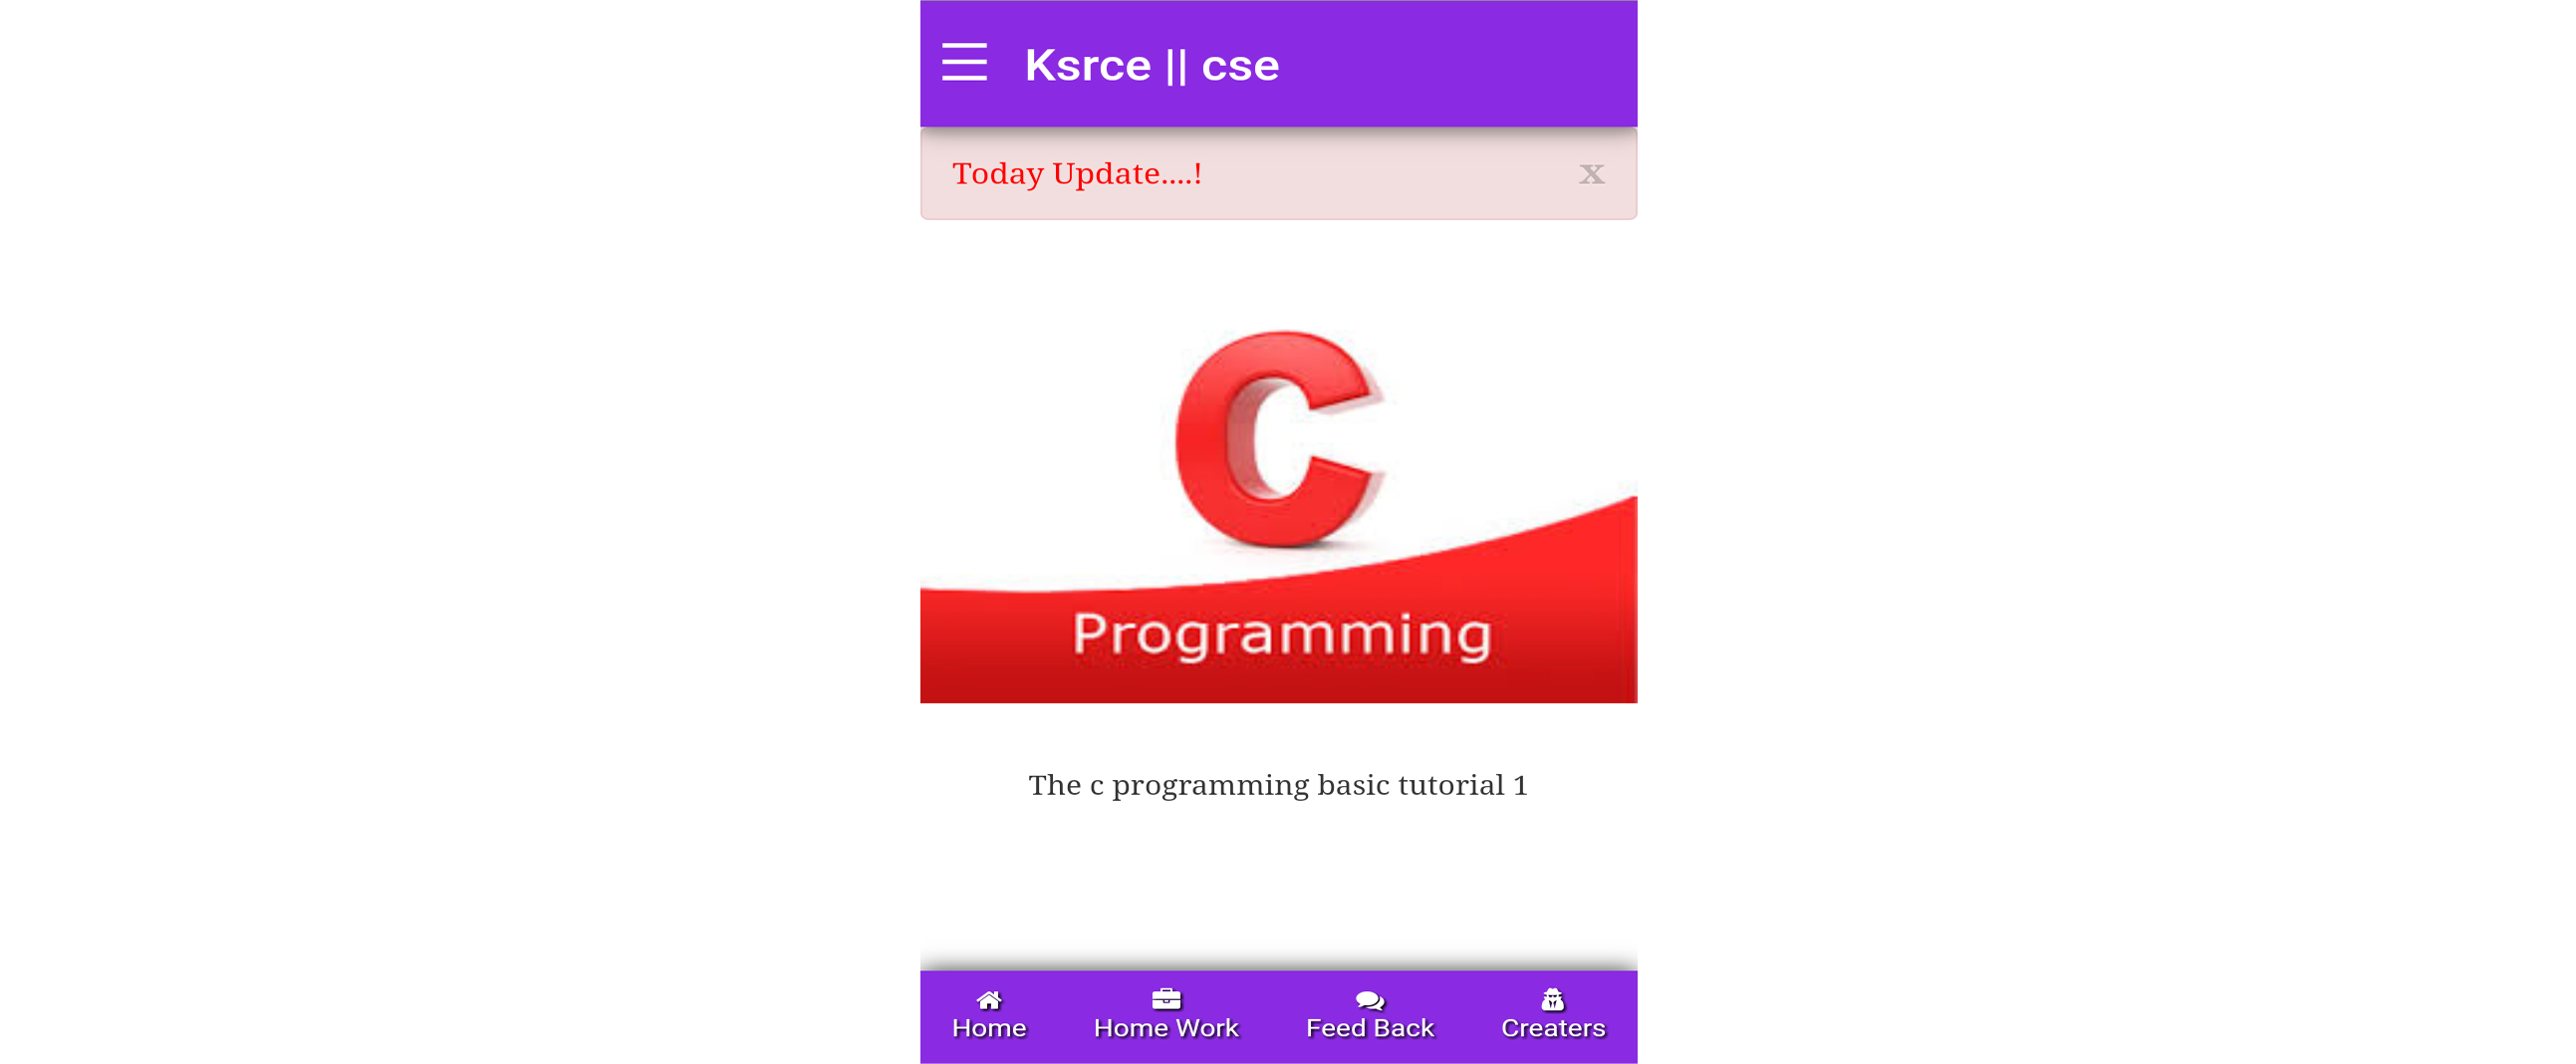 Ksrce || cse
Today Update....!
x
C
Programming
The c programming basic tutorial 1
Home
Home Work
Feed Back
Creaters